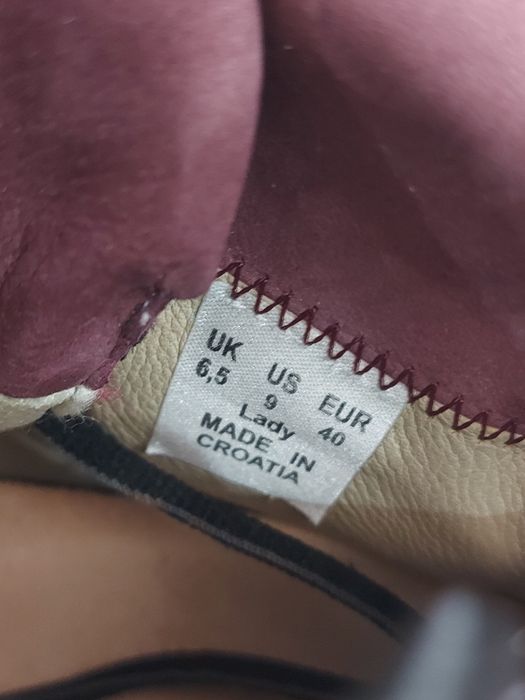 UK US EUR
6,5 9 40
Lady
MADE IN
CROATIA